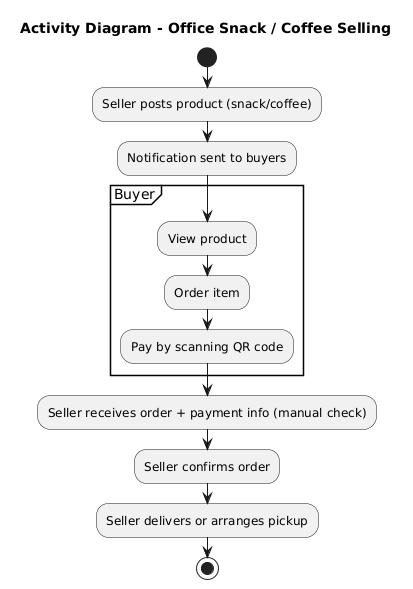 Activity Diagram - Office Snack / Coffee Selling
Seller posts product (snack/coffee)
Notification sent to buyers
Buyer
View product
Order item
Pay by scanning QR code
Seller receives order + payment info (manual check)
Seller confirms order
Seller delivers or arranges pickup